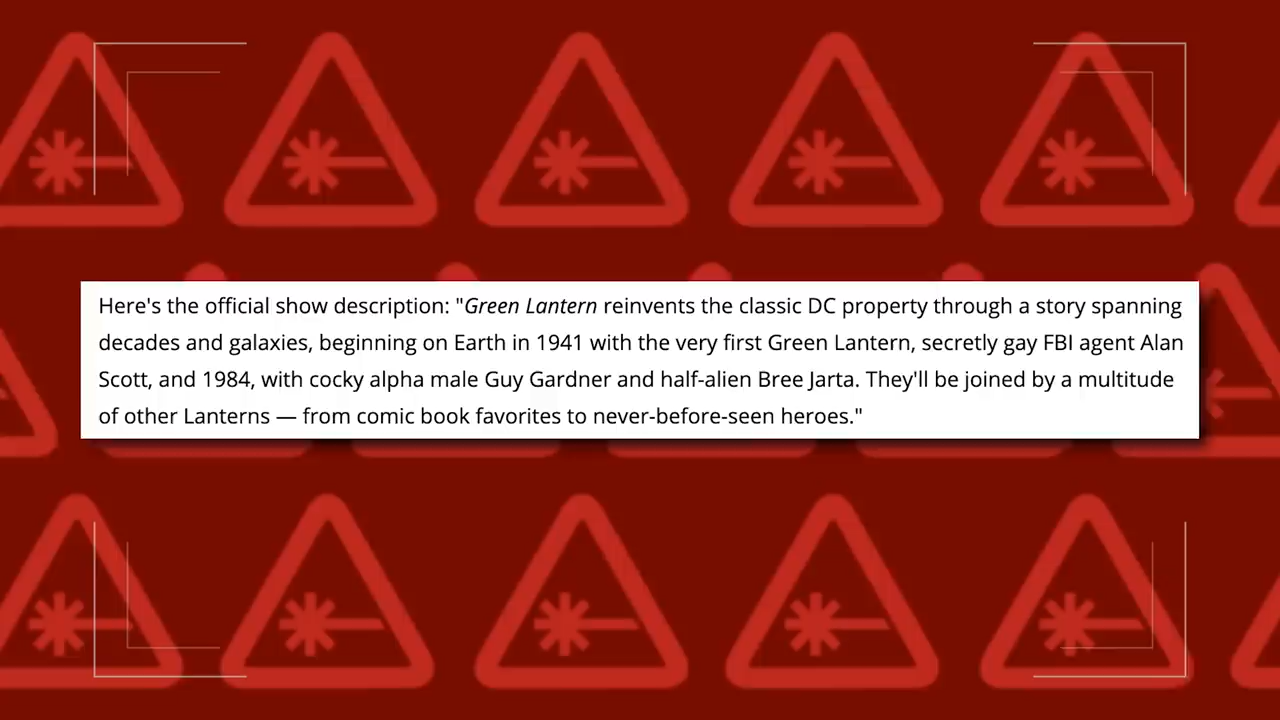 Here's the official show description: "Green Lantern reinvents the classic DC property through a story spanning
decades and galaxies, beginning on Earth in 1941 with the very first Green Lantern, secretly gay FBI agent Alan
Scott, and 1984, with cocky alpha male Guy Gardner and half-alien Bree Jarta. They'll be joined by a multitude
of other Lanterns — from comic book favorites to never-before-seen heroes."